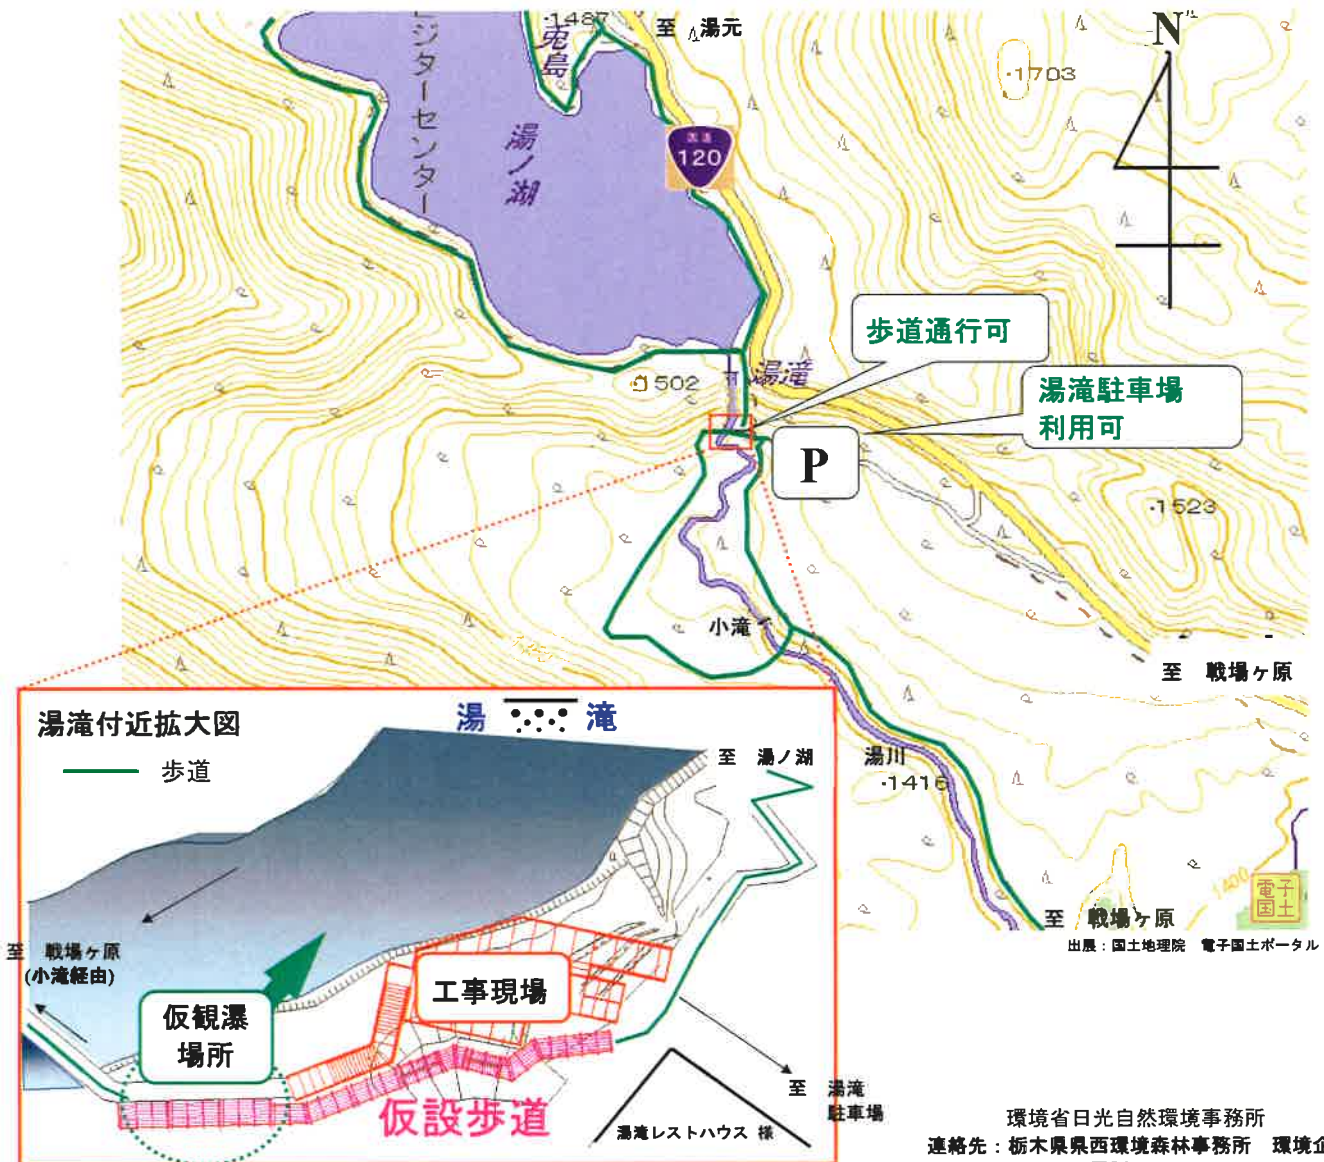 ビジターセンター
・1487
兎島
至 湯元
N
・1703
湯ノ湖
国道
120
歩道通行可
502
湯滝
湯滝駐車場
利用可
P
・1523
小滝
至 戦場ヶ原
湯川
・1416
1400
電子
国土
至 戦場ヶ原
出展：国土地理院 電子国土ポータル
湯滝付近拡大図
湯 滝
歩道
至 湯ノ湖
至 戦場ヶ原
(小滝経由)
仮観瀑
場所
工事現場
仮設歩道
至 湯滝
駐車場
湯滝レストハウス 様
環境省日光自然環境事務所
連絡先：栃木県県西環境森林事務所 環境企